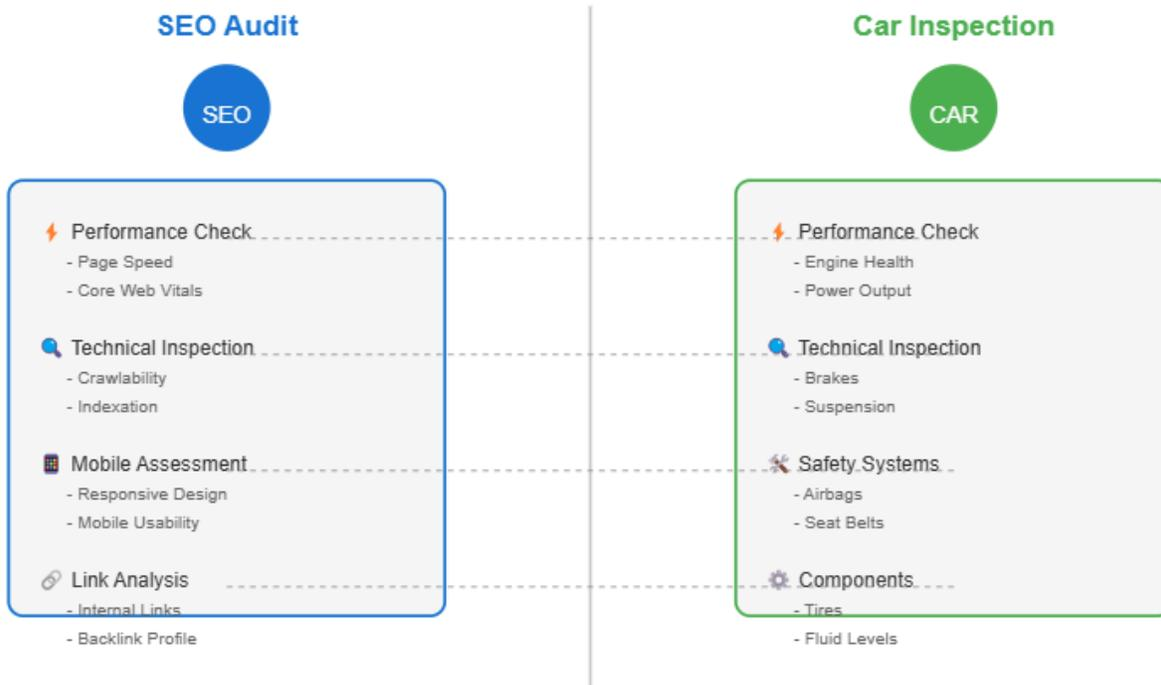 SEO Audit
SEO
Performance Check
- Page Speed
- Core Web Vitals
Technical Inspection
- Crawlability
- Indexation
Mobile Assessment
- Responsive Design
- Mobile Usability
Link Analysis
- Internal Links
- Backlink Profile
Car Inspection
CAR
Performance Check
- Engine Health
- Power Output
Technical Inspection
- Brakes
- Suspension
Safety Systems
- Airbags
- Seat Belts
Components
- Tires
- Fluid Levels